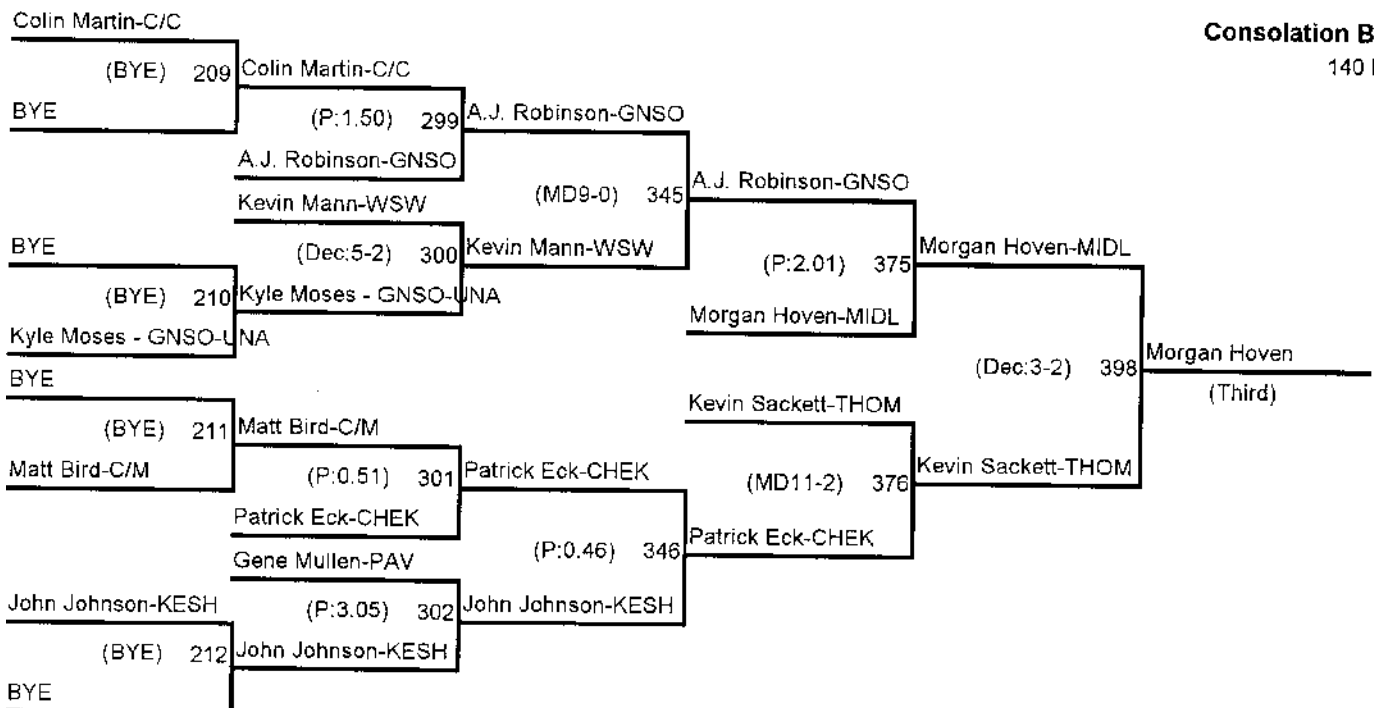 Colin Martin-C/C
Consolation B
140
(BYE) 209 Colin Martin-C/C
BYE
(P:1.50) 299 A.J. Robinson-GNSO
A.J. Robinson-GNSO
(MD9-0) 345 A.J. Robinson-GNSO
Kevin Mann-WSW
BYE
(Dec:5-2) 300 Kevin Mann-WSW
(P:2.01) 375 Morgan Hoven-MIDL
(BYE) 210 Kyle Moses - GNSO-UNA
Morgan Hoven-MIDL
Kyle Moses - GNSO-UNA
(Dec:3-2) 398 Morgan Hoven
(Third)
BYE
Kevin Sackett-THOM
(BYE) 211 Matt Bird-C/M
Matt Bird-C/M
(P:0.51) 301 Patrick Eck-CHEK
(MD11-2) 376 Kevin Sackett-THOM
Patrick Eck-CHEK
(P:0.46) 346 Patrick Eck-CHEK
Gene Mullen-PAV
John Johnson-KESH
(P:3.05) 302 John Johnson-KESH
(BYE) 212 John Johnson-KESH
BYE